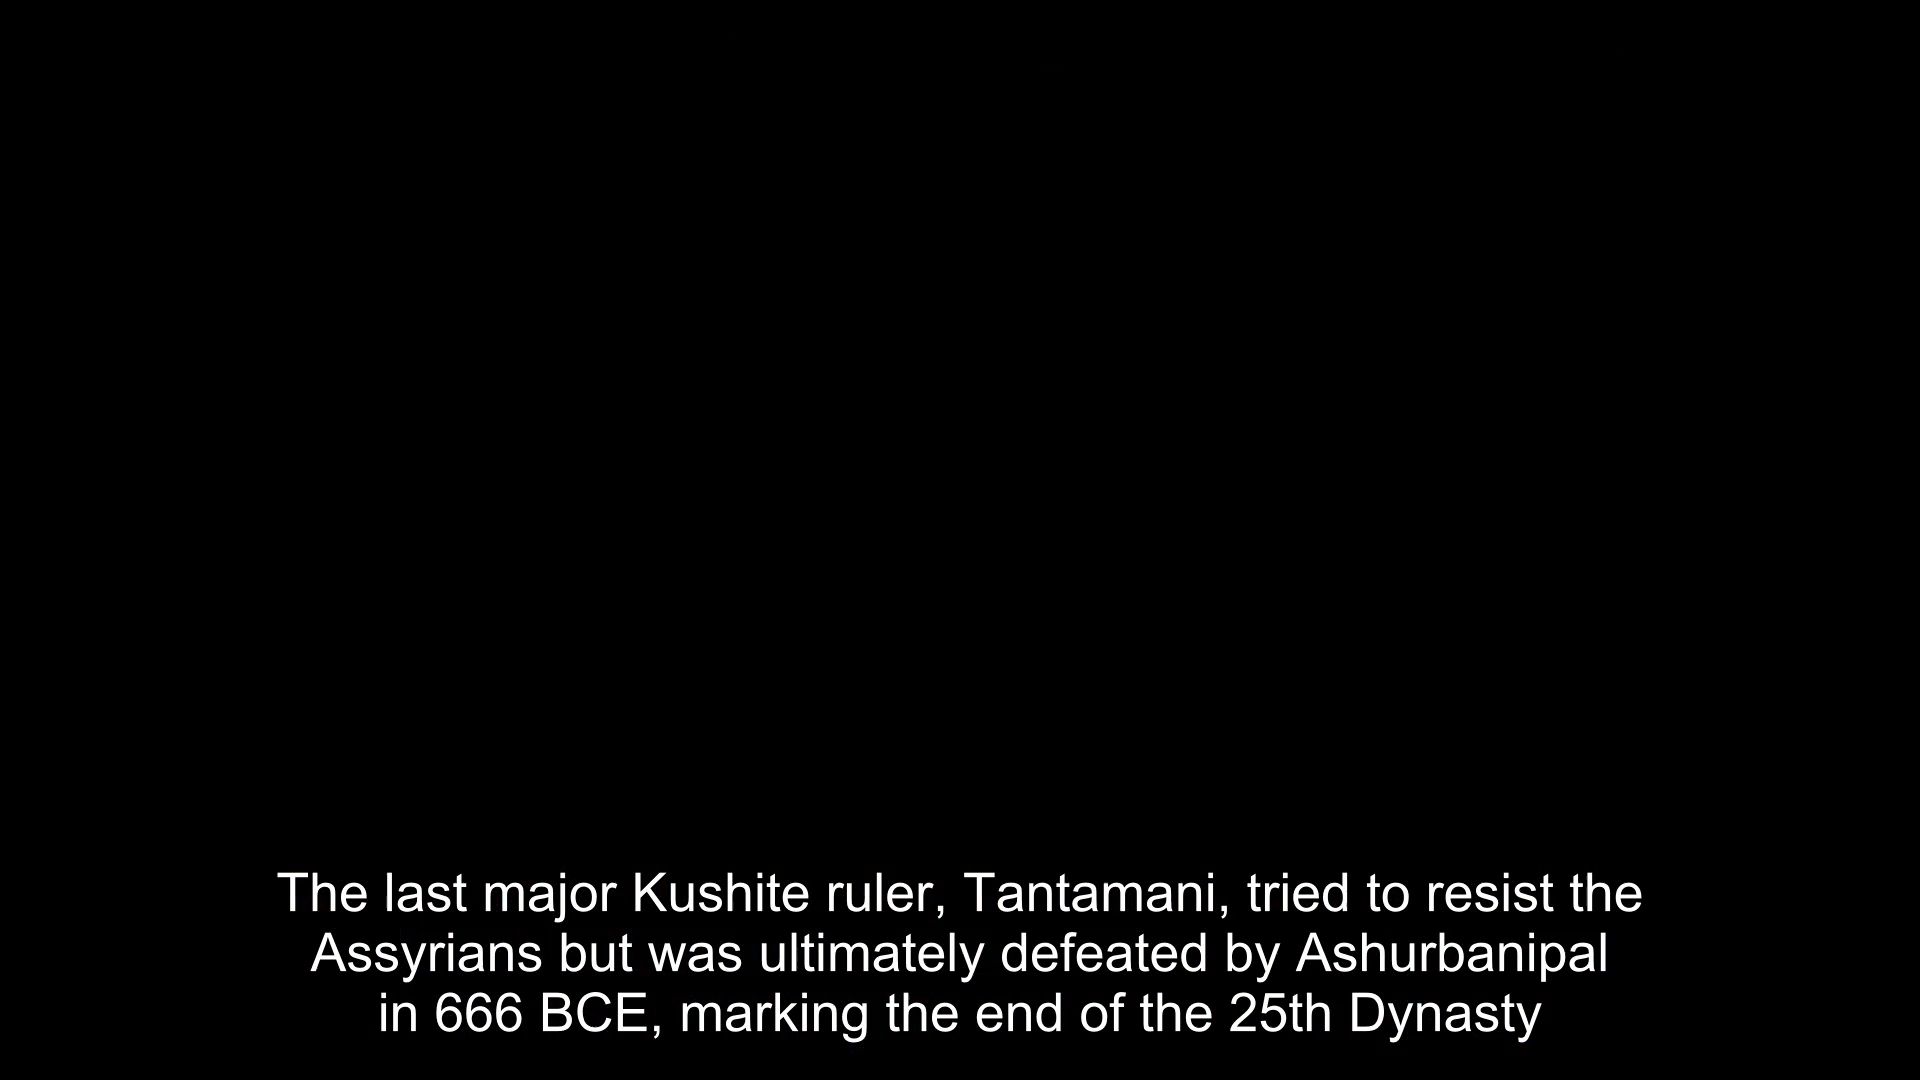 The last major Kushite ruler, Tantamani, tried to resist the
Assyrians but was ultimately defeated by Ashurbanipal
in 666 BCE, marking the end of the 25th Dynasty